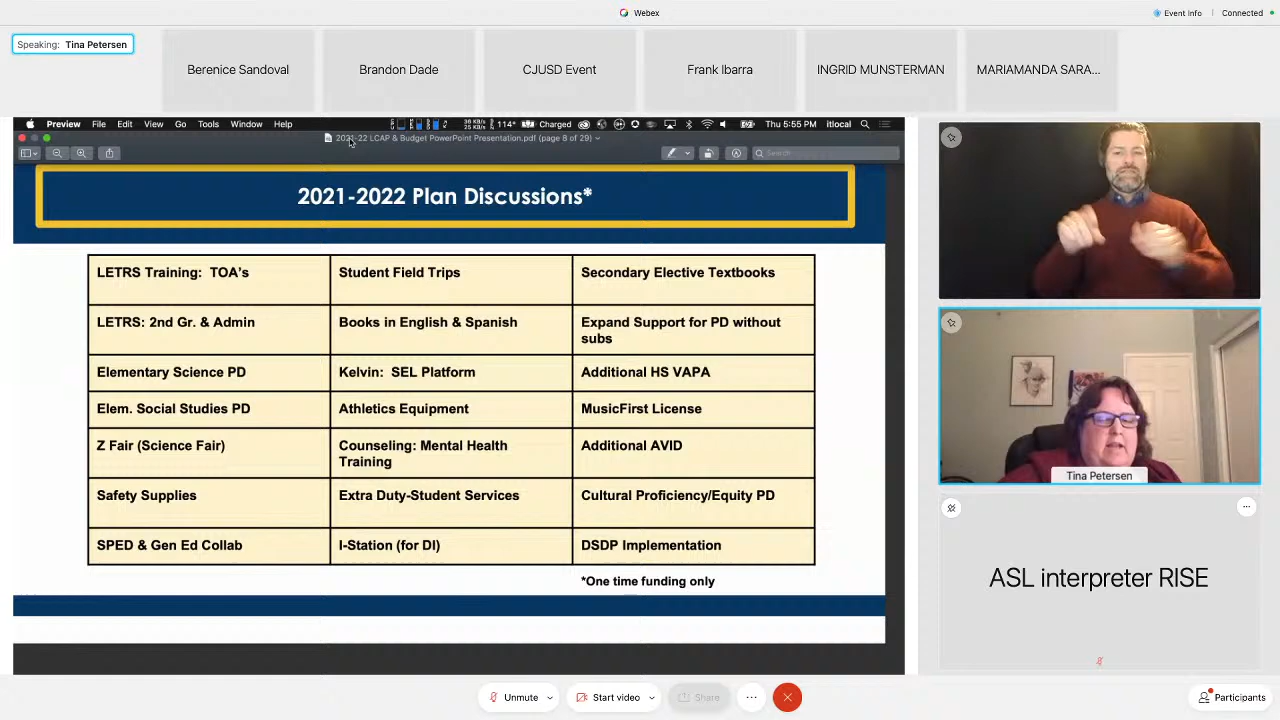 Webex
Event Info
Connected
Speaking: Tina Petersen
Berenice Sandoval
Brandon Dade
CJUSD Event
Frank Ibarra
INGRID MUNSTERMAN
MARIAMANDA SARA...
Preview File Edit View Go Tools Window Help
114° Charged Thu 5:55 PM itlocal
2021-22 LCAP & Budget PowerPoint Presentation.pdf (page 8 of 29)
Search
2021-2022 Plan Discussions*
LETRS Training: TOA's
Student Field Trips
Secondary Elective Textbooks
LETRS: 2nd Gr. & Admin
Books in English & Spanish
Expand Support for PD without
subs
Elementary Science PD
Kelvin: SEL Platform
Additional HS VAPA
Elem. Social Studies PD
Athletics Equipment
MusicFirst License
Z Fair (Science Fair)
Counseling: Mental Health
Training
Additional AVID
Safety Supplies
Extra Duty-Student Services
Cultural Proficiency/Equity PD
SPED & Gen Ed Collab
I-Station (for DI)
DSDP Implementation
*One time funding only
Tina Petersen
ASL interpreter RISE
Unmute
Start video
Share
Participants